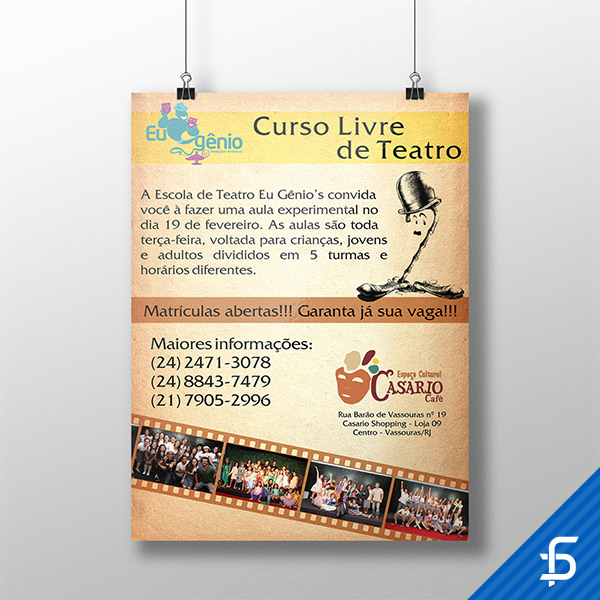 Eu
gênio
Curso Livre
de Teatro
A Escola de Teatro Eu Gênio's convida
você à fazer uma aula experimental no
dia 19 de fevereiro. As aulas são toda
terça-feira, voltada para crianças, jovens
e adultos divididos em 5 turmas e
horários diferentes.
Matrículas abertas!!! Garanta já sua vaga!!!
Maiores informações:
(24) 2471-3078
(24) 8843-7479
(21) 7905-2996
Espaço Cultural
CASARIO
Café
Rua Barão de Vassouras nº 19
Casario Shopping - Loja 09
Centro - Vassouras/RJ